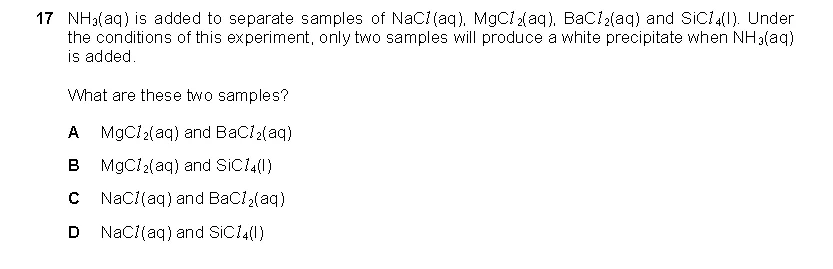 17 NH₃(aq) is added to separate samples of NaCl(aq), MgCl₂(aq), BaCl₂(aq) and SiCl₄(l). Under
the conditions of this experiment, only two samples will produce a white precipitate when NH₃(aq)
is added.
What are these two samples?
A MgCl₂(aq) and BaCl₂(aq)
B MgCl₂(aq) and SiCl₄(l)
C NaCl(aq) and BaCl₂(aq)
D NaCl(aq) and SiCl₄(l)